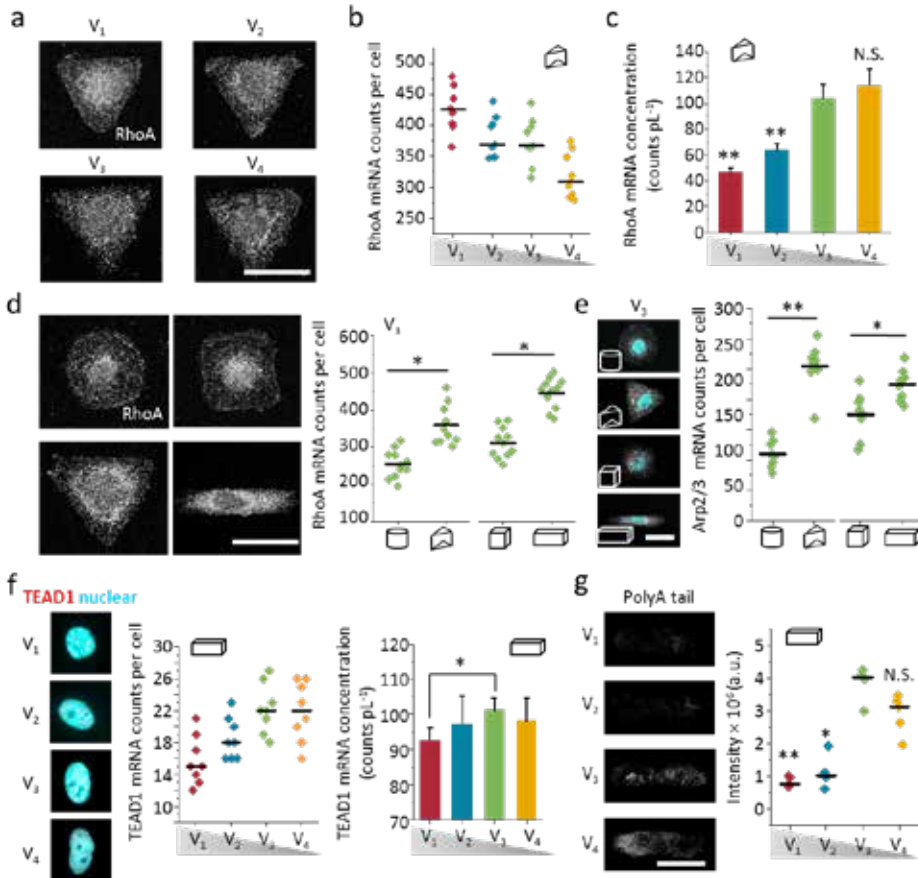 a
V₁
V₂
RhoA
V₃
V₄
b
RhoA mRNA counts per cell
500
450
400
350
300
250
V₁ V₂ V₃ V₄
c
RhoA mRNA concentration
(counts pL⁻¹)
140
120
100
80
60
40
20
0
**
**
N.S.
V₁ V₂ V₃ V₄
d
RhoA
RhoA mRNA counts per cell
600
500
400
300
200
100
V₃
*
*
e
V₃
Arp2/3 mRNA counts per cell
300
250
200
150
100
50
0
**
*
f
TEAD1 nuclear
V₁
V₂
V₃
V₄
TEAD1 mRNA counts per cell
30
26
22
18
14
V₁ V₂ V₃ V₄
TEAD1 mRNA concentration
(counts pL⁻¹)
120
110
100
90
80
70
*
V₁ V₂ V₃ V₄
g
PolyA tail
V₁
V₂
V₃
V₄
Intensity × 10⁶ (a.u.)
5
4
3
2
1
0
**
*
N.S.
V₁ V₂ V₃ V₄